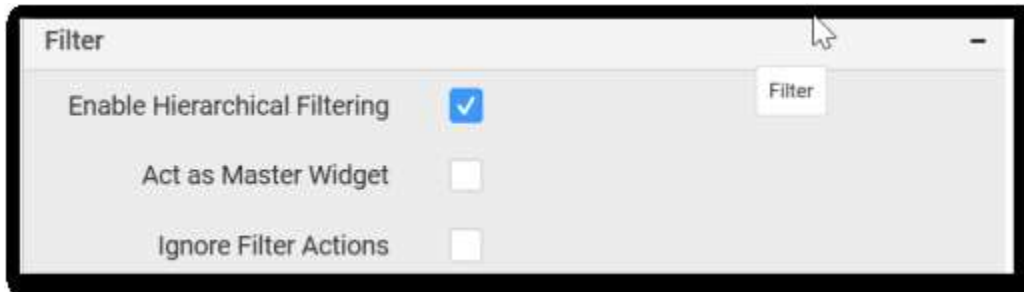 Filter
Filter
Enable Hierarchical Filtering
Act as Master Widget
Ignore Filter Actions